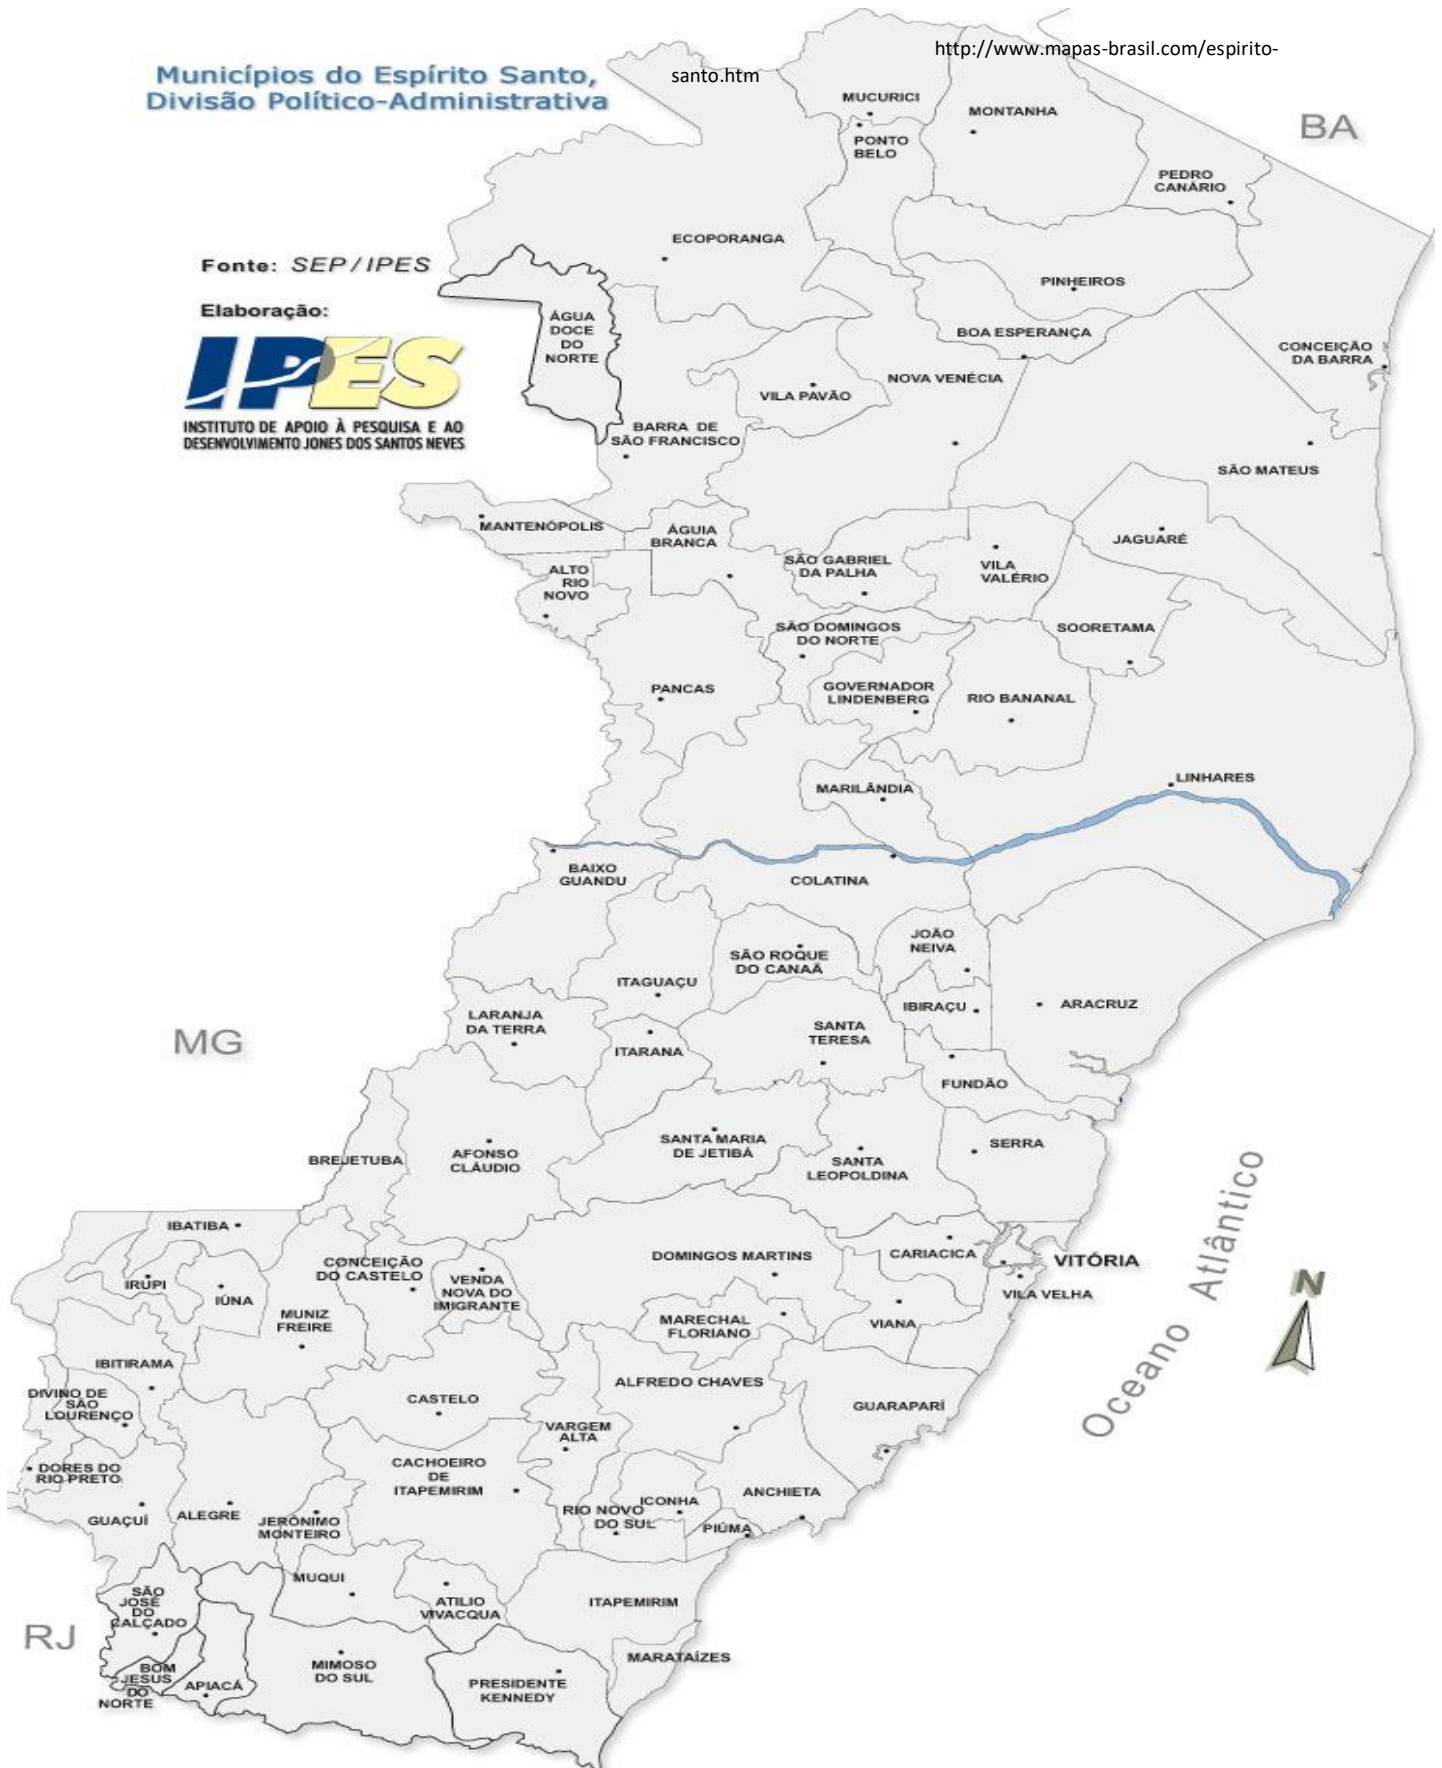 http://www.mapas-brasil.com/espirito-
santo.htm
Municípios do Espírito Santo,
Divisão Político-Administrativa
BA
MUCURICI
MONTANHA
PONTO
BELO
PEDRO
CANÁRIO
ECOPORANGA
Fonte: SEP/IPES
PINHEIROS
Elaboração:
IPES
INSTITUTO DE APOIO À PESQUISA E AO
DESENVOLVIMENTO JONES DOS SANTOS NEVES
ÁGUA
DOCE
DO
NORTE
BOA ESPERANÇA
CONCEIÇÃO
DA BARRA
NOVA VENÉCIA
VILA PAVÃO
BARRA DE
SÃO FRANCISCO
SÃO MATEUS
MANTENÓPOLIS
ÁGUIA
BRANCA
JAGUARÉ
SÃO GABRIEL
DA PALHA
VILA
VALÉRIO
ALTO
RIO
NOVO
SÃO DOMINGOS
DO NORTE
SOORETAMA
PANCAS
GOVERNADOR
LINDENBERG
RIO BANANAL
LINHARES
MARILÂNDIA
BAIXO
GUANDU
COLATINA
JOÃO
NEIVA
SÃO ROQUE
DO CANAÃ
ITAGUAÇU
IBIRAÇU
ARACRUZ
LARANJA
DA TERRA
SANTA
TERESA
MG
ITARANA
FUNDÃO
SANTA MARIA
DE JETIBÁ
SERRA
AFONSO
CLÁUDIO
BREJETUBA
SANTA
LEOPOLDINA
Oceano Atlântico
IBATIBA
CONCEIÇÃO
DO CASTELO
DOMINGOS MARTINS
CARIACICA
VITÓRIA
IRUPI
IÚNA
VENDA
NOVA DO
IMIGRANTE
VILA VELHA
N
MUNIZ
FREIRE
MARECHAL
FLORIANO
VIANA
IBITIRAMA
ALFREDO CHAVES
DIVINO DE
SÃO
LOURENÇO
CASTELO
GUARAPARÍ
VARGEM
ALTA
DORES DO
RIO PRETO
CACHOEIRO
DE
ITAPEMIRIM
ANCHIETA
ICONHA
RIO NOVO
DO SUL
GUAÇUÍ
ALEGRE
JERÔNIMO
MONTEIRO
PIÚMA
MUQUI
SÃO
JOSÉ
DO
CALÇADO
ATILIO
VIVACQUA
ITAPEMIRIM
RJ
MARATAÍZES
BOM
JESUS
DO
NORTE
APIACÁ
MIMOSO
DO SUL
PRESIDENTE
KENNEDY